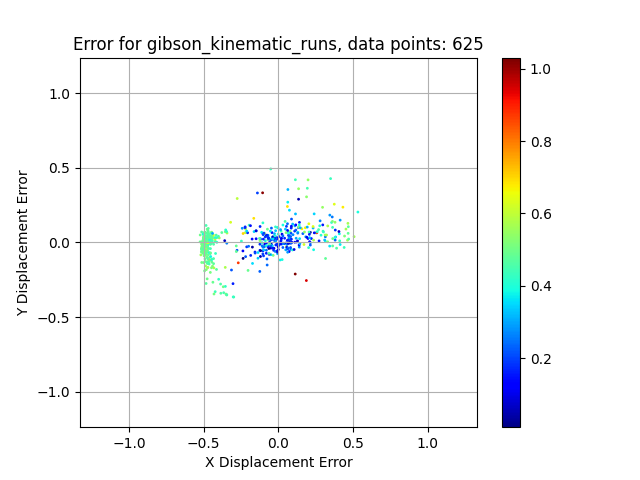 Error for gibson_kinematic_runs, data points: 625
1.0
0.5
0.0
−0.5
−1.0
Y Displacement Error
−1.0 −0.5 0.0 0.5 1.0
X Displacement Error
1.0
0.8
0.6
0.4
0.2